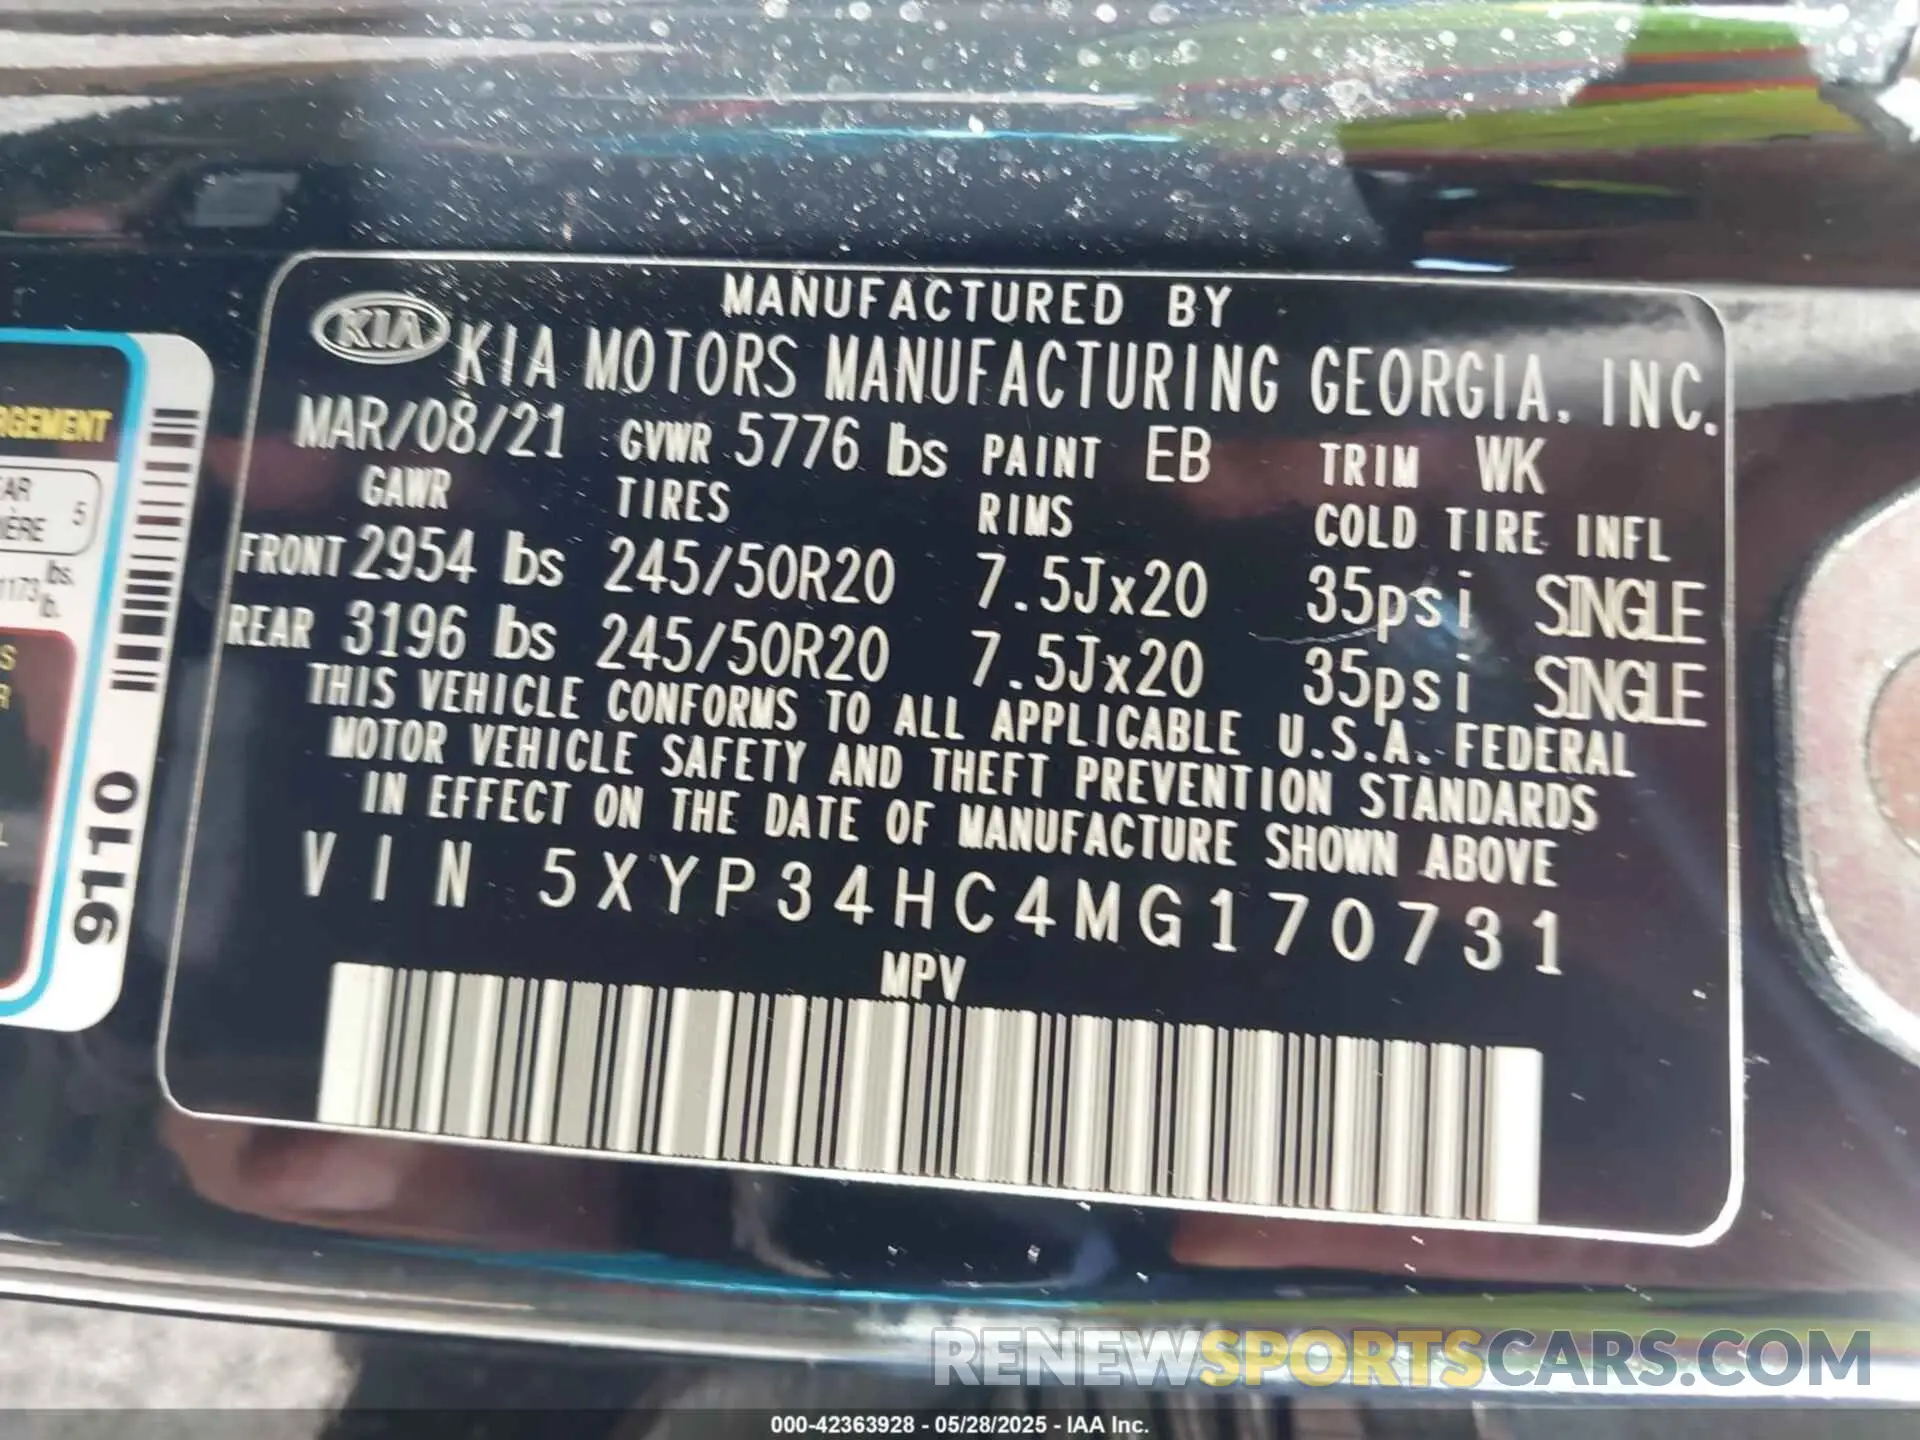 MANUFACTURED BY
KIA KIA MOTORS MANUFACTURING GEORGIA, INC.
MAR/08/21 GVWR 5776 lbs PAINT EB TRIM WK
GAWR TIRES RIMS COLD TIRE INFL
FRONT 2954 lbs 245/50R20 7.5Jx20 35psi SINGLE
REAR 3196 lbs 245/50R20 7.5Jx20 35psi SINGLE
THIS VEHICLE CONFORMS TO ALL APPLICABLE U.S.A. FEDERAL
MOTOR VEHICLE SAFETY AND THEFT PREVENTION STANDARDS
IN EFFECT ON THE DATE OF MANUFACTURE SHOWN ABOVE
VIN 5XYP34HC4MG170731
MPV
5
1173 lbs.
lb.
9110
RENEWSPORTSCARS.COM
000-42363928 - 05/28/2025 - IAA Inc.